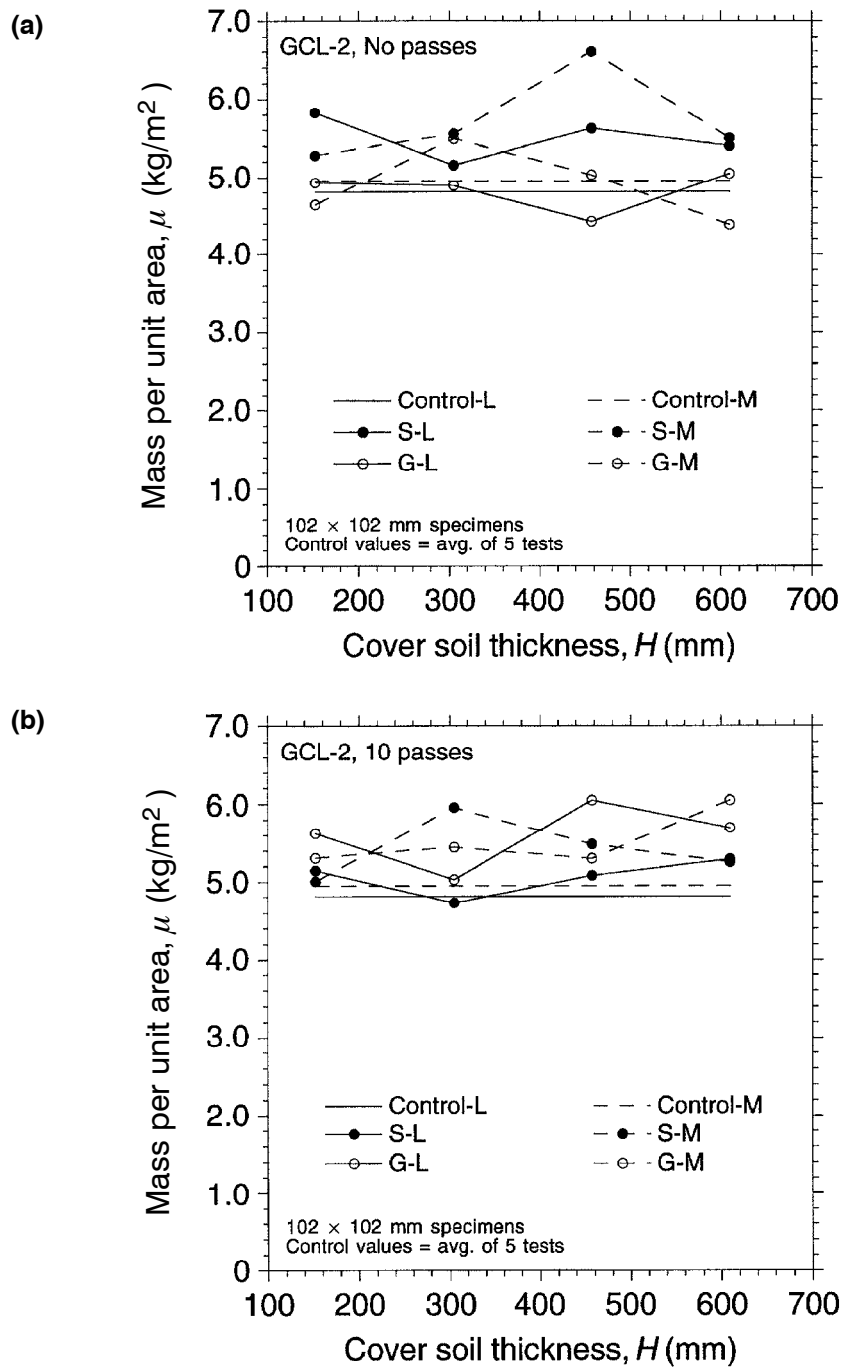 (a)
7.0
GCL-2, No passes
6.0
5.0
4.0
3.0
2.0
1.0
0
Mass per unit area, μ (kg/m²)
Control-L
Control-M
S-L
S-M
G-L
G-M
102 × 102 mm specimens
Control values = avg. of 5 tests
100 200 300 400 500 600 700
Cover soil thickness, H (mm)
(b)
7.0
GCL-2, 10 passes
6.0
5.0
4.0
3.0
2.0
1.0
0
Mass per unit area, μ (kg/m²)
Control-L
Control-M
S-L
S-M
G-L
G-M
102 × 102 mm specimens
Control values = avg. of 5 tests
100 200 300 400 500 600 700
Cover soil thickness, H (mm)